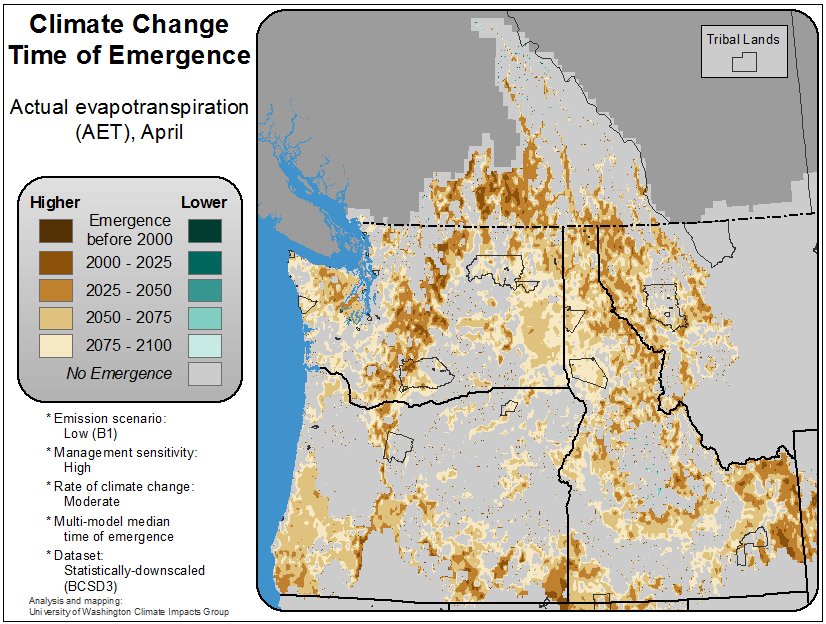 Climate Change
Time of Emergence
Actual evapotranspiration
(AET), April
Higher Lower
Emergence
before 2000
2000 - 2025
2025 - 2050
2050 - 2075
2075 - 2100
No Emergence
* Emission scenario:
Low (B1)
* Management sensitivity:
High
* Rate of climate change:
Moderate
* Multi-model median
time of emergence
* Dataset:
Statistically-downscaled
(BCSD3)
Analysis and mapping:
University of Washington Climate Impacts Group
Tribal Lands